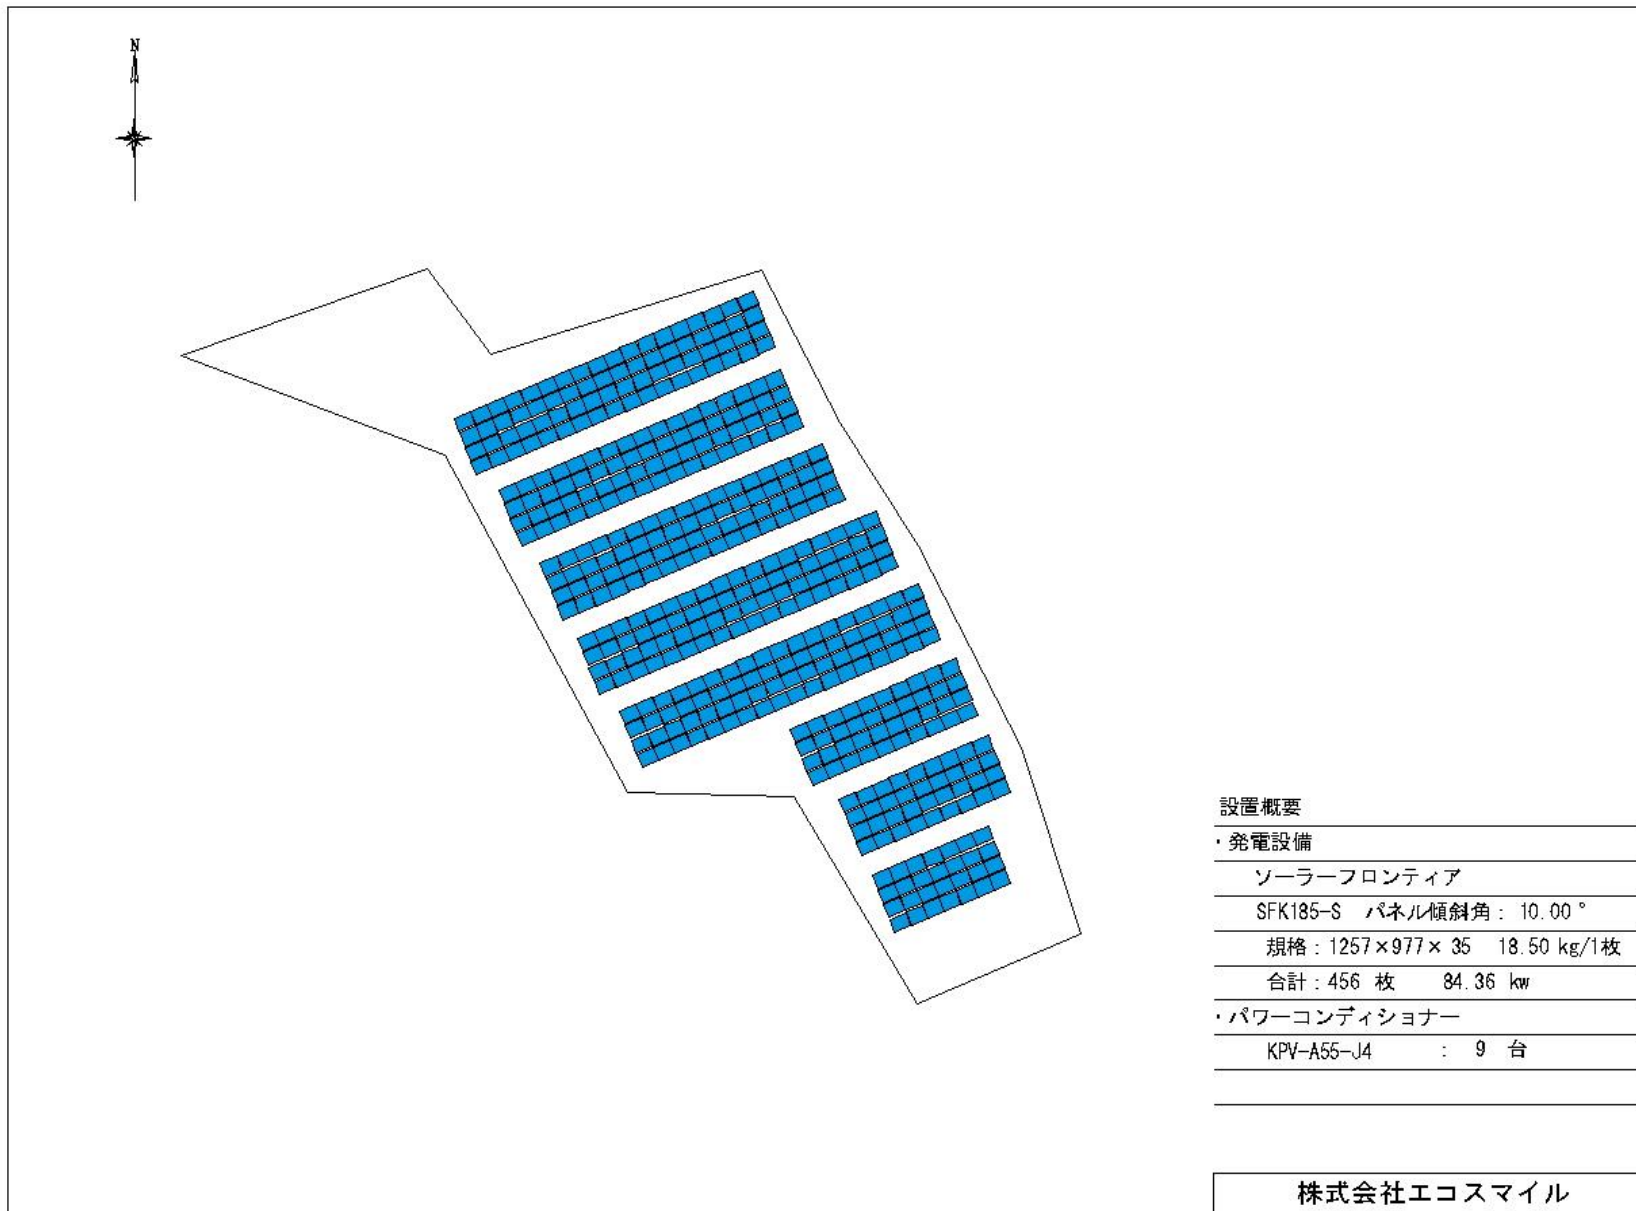 N
設置概要
・発電設備
ソーラーフロンティア
SFK185-S パネル傾斜角: 10.00°
規格:1257×977×35 18.50 kg/1枚
合計:456 枚 84.36 kw
・パワーコンディショナー
KPV-A55-J4 : 9 台
株式会社エコスマイル